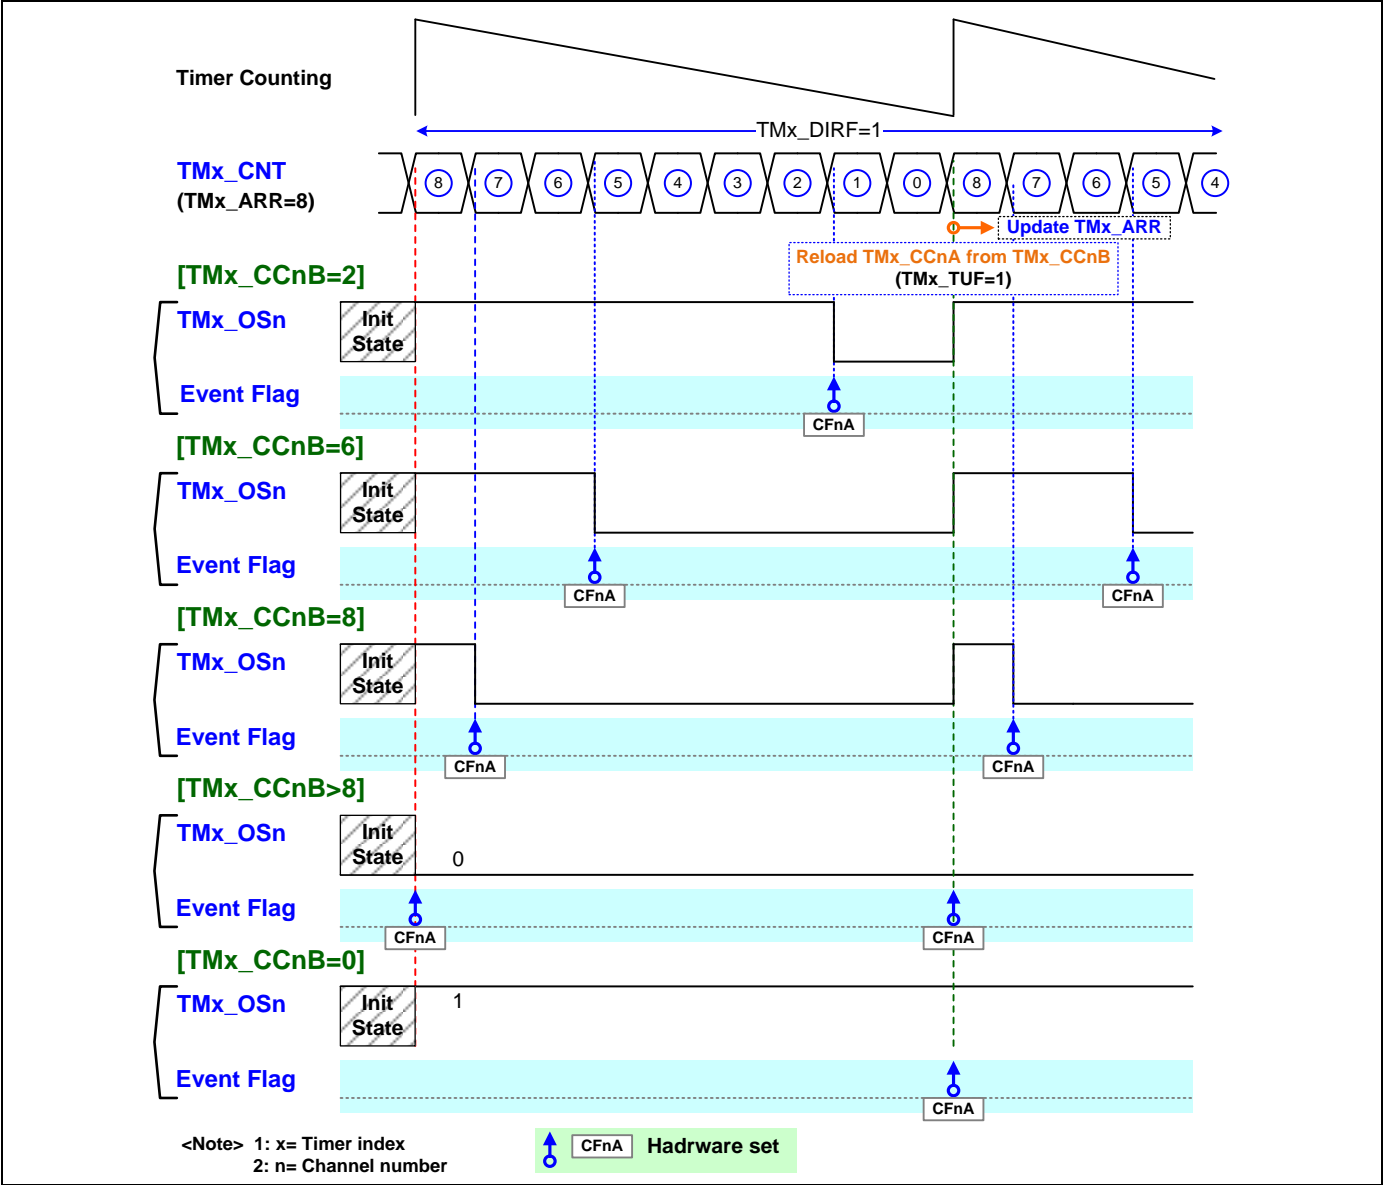 Timer Counting
TMx_DIRF=1
TMx_CNT
(TMx_ARR=8)
8 7 6 5 4 3 2 1 0 8 7 6 5 4
Update TMx_ARR
Reload TMx_CCnA from TMx_CCnB
(TMx_TUF=1)
[TMx_CCnB=2]
TMx_OSn
Init
State
Event Flag
CFnA
[TMx_CCnB=6]
TMx_OSn
Init
State
Event Flag
CFnA CFnA
[TMx_CCnB=8]
TMx_OSn
Init
State
Event Flag
CFnA CFnA
[TMx_CCnB>8]
TMx_OSn
Init
State
0
Event Flag
CFnA CFnA
[TMx_CCnB=0]
TMx_OSn
Init
State
1
Event Flag
CFnA
<Note> 1: x= Timer index
2: n= Channel number
CFnA Hadrware set